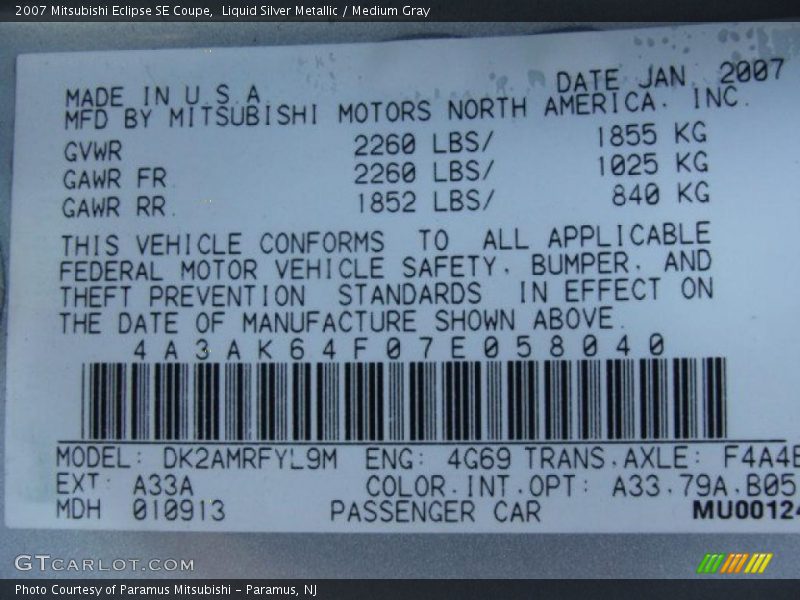 2007 Mitsubishi Eclipse SE Coupe,  Liquid Silver Metallic / Medium Gray
MADE IN U.S.A. DATE JAN. 2007
MFD BY MITSUBISHI MOTORS NORTH AMERICA. INC.
GVWR 2260 LBS/ 1855 KG
GAWR FR. 2260 LBS/ 1025 KG
GAWR RR. 1852 LBS/ 840 KG
THIS VEHICLE CONFORMS TO ALL APPLICABLE
FEDERAL MOTOR VEHICLE SAFETY. BUMPER. AND
THEFT PREVENTION STANDARDS IN EFFECT ON
THE DATE OF MANUFACTURE SHOWN ABOVE.
4A3AK64F07E058040
MODEL: DK2AMRFYL9M ENG: 4G69 TRANS.AXLE: F4A4
EXT: A33A COLOR.INT.OPT: A33.79A.B05
MDH 010913 PASSENGER CAR MU00124
GTCARLOT.COM
Photo Courtesy of Paramus Mitsubishi - Paramus, NJ